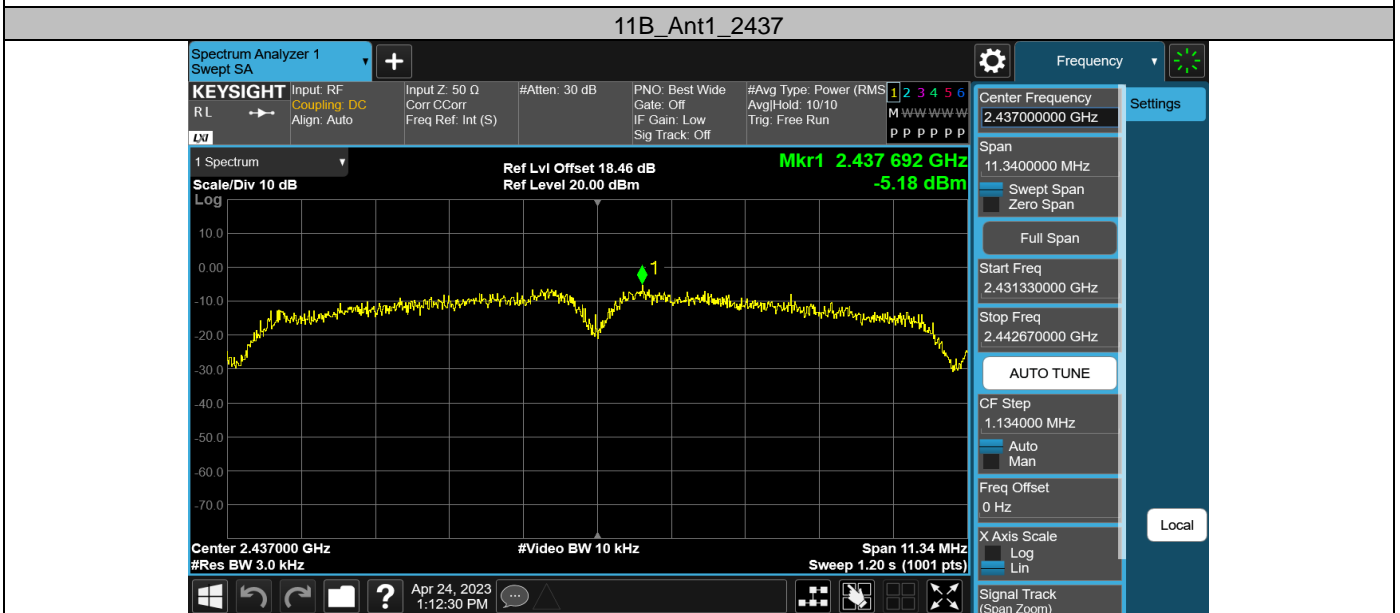 11B_Ant1_2437
Spectrum Analyzer 1
Swept SA
Frequency
KEYSIGHT
R L
LXI
Input: RF
Coupling: DC
Align: Auto
Input Z: 50 Ω
Corr CCorr
Freq Ref: Int (S)
#Atten: 30 dB
PNO: Best Wide
Gate: Off
IF Gain: Low
Sig Track: Off
#Avg Type: Power (RMS
Avg|Hold: 10/10
Trig: Free Run
1 2 3 4 5 6
M W W W W W
P P P P P P
1 Spectrum
Scale/Div 10 dB
Log
Ref Lvl Offset 18.46 dB
Ref Level 20.00 dBm
Mkr1 2.437 692 GHz
-5.18 dBm
1
10.0
0.00
-10.0
-20.0
-30.0
-40.0
-50.0
-60.0
-70.0
Center 2.437000 GHz
#Res BW 3.0 kHz
#Video BW 10 kHz
Span 11.34 MHz
Sweep 1.20 s (1001 pts)
Center Frequency
2.437000000 GHz
Span
11.3400000 MHz
Swept Span
Zero Span
Full Span
Start Freq
2.431330000 GHz
Stop Freq
2.442670000 GHz
AUTO TUNE
CF Step
1.134000 MHz
Auto
Man
Freq Offset
0 Hz
X Axis Scale
Log
Lin
Signal Track
(Span Zoom)
Settings
Local
?
Apr 24, 2023
1:12:30 PM